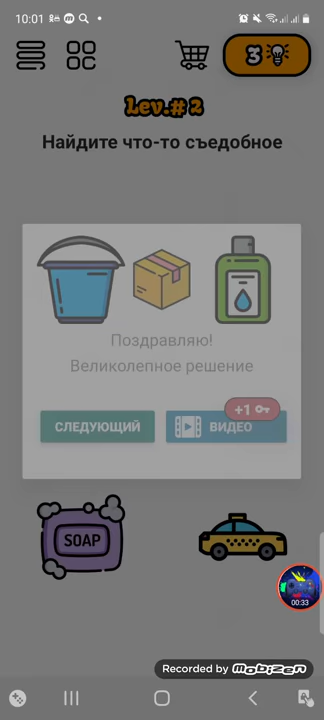 10:01
3
Lev.# 2
Найдите что-то съедобное
Поздравляю!
Великолепное решение
+1
СЛЕДУЮЩИЙ
ВИДЕО
SOAP
00:33
Recorded by mobizen